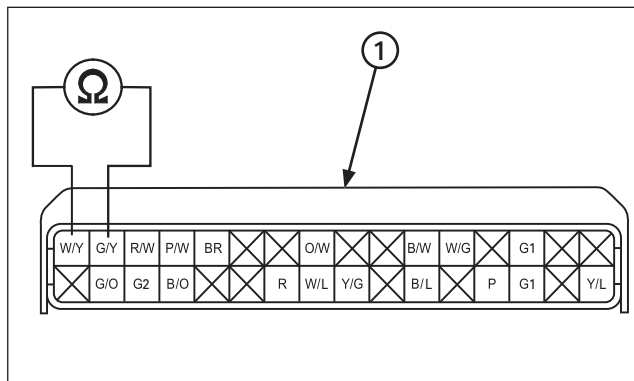 1
Ω
W/Y G/Y R/W P/W BR O/W B/W W/G G1
G/O G2 B/O R W/L Y/G B/L P G1 Y/L